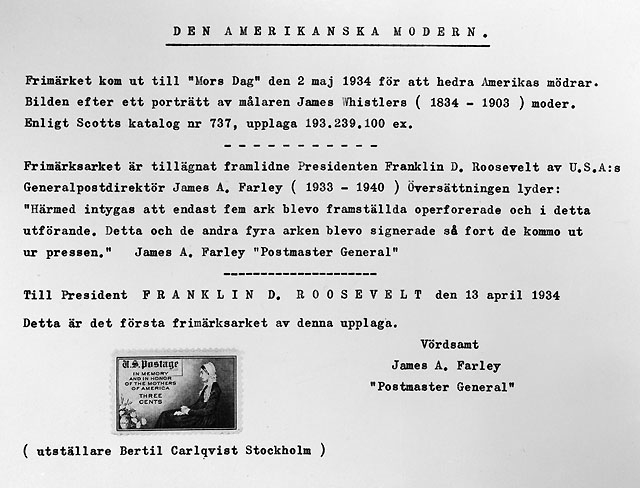 DEN AMERIKANSKA MODERN.
Frimärket kom ut till "Mors Dag" den 2 maj 1934 för att hedra Amerikas mödrar.
Bilden efter ett porträtt av målaren James Whistlers ( 1834 - 1903 ) moder.
Enligt Scotts katalog nr 737, upplaga 193.239.100 ex.
- - - - - - - - - - -
Frimärksarket är tillägnat framlidne Presidenten Franklin D. Roosevelt av U.S.A:s
Generalpostdirektör James A. Farley ( 1933 - 1940 ) Översättningen lyder:
"Härmed intygas att endast fem ark blevo framställda operforerade och i detta
utförande. Detta och de andra fyra arken blevo signerade så fort de kommo ut
ur pressen." James A. Farley "Postmaster General"
--------------------
Till President FRANKLIN D. ROOSEVELT den 13 april 1934
Detta är det första frimärksarket av denna upplaga.
Vördsamt
James A. Farley
"Postmaster General"
U.S. Postage
IN MEMORY
AND IN HONOR
OF THE MOTHERS
OF AMERICA
THREE
CENTS
( utställare Bertil Carlqvist Stockholm )